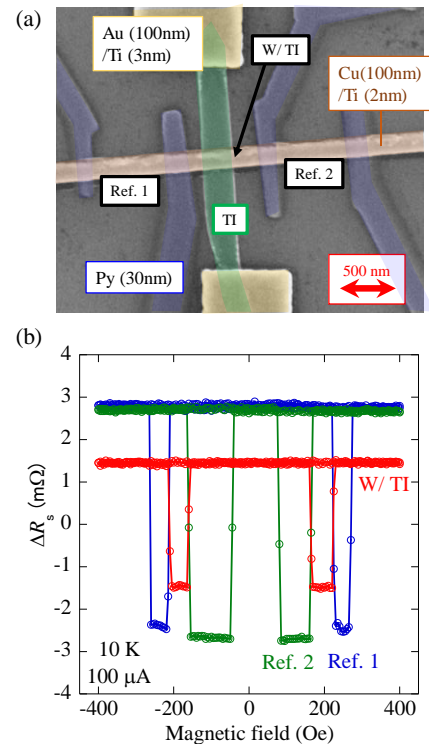 (a)
Au (100nm)
/Ti (3nm)
W/ TI
Cu(100nm)
/Ti (2nm)
Ref. 1
Ref. 2
TI
Py (30nm)
500 nm
(b)
4
3
2
1
0
-1
-2
-3
-4
ΔRs (mΩ)
W/ TI
10 K
100 μA
Ref. 2
Ref. 1
-400
-200
0
200
400
Magnetic field (Oe)